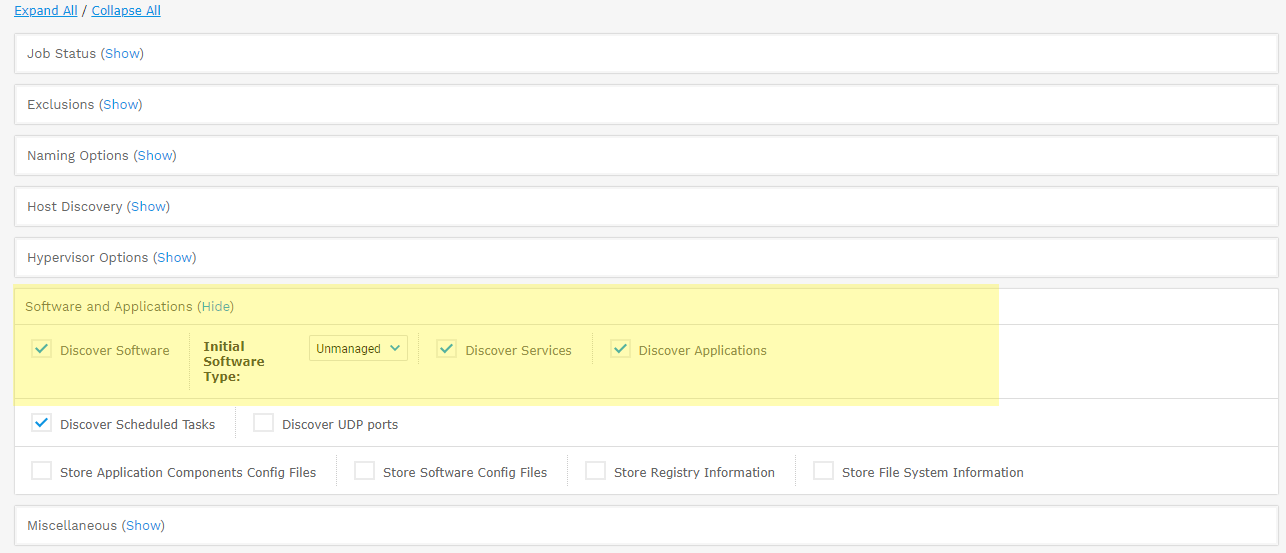 Expand All / Collapse All
Job Status (Show)
Exclusions (Show)
Naming Options (Show)
Host Discovery (Show)
Hypervisor Options (Show)
Software and Applications (Hide)
Discover Software
Initial
Software
Type:
Unmanaged
Discover Services
Discover Applications
Discover Scheduled Tasks
Discover UDP ports
Store Application Components Config Files
Store Software Config Files
Store Registry Information
Store File System Information
Miscellaneous (Show)